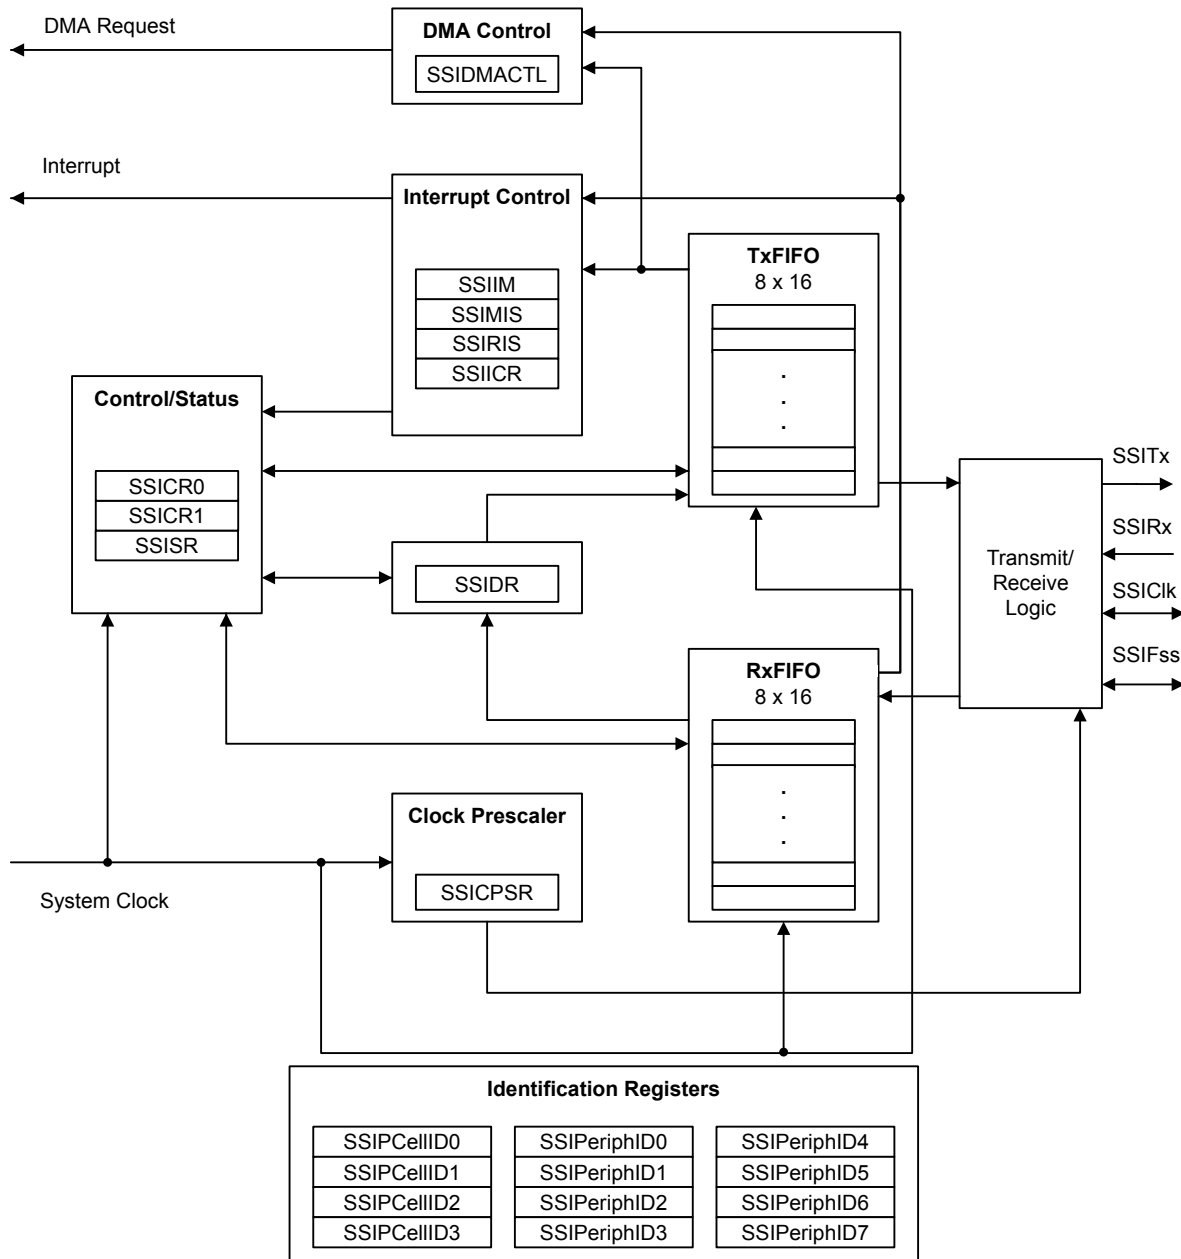 DMA Request
DMA Control
SSIDMACTL
Interrupt
Interrupt Control
SSIIM
SSIMIS
SSIRIS
SSIICR
TxFIFO
8 x 16
.
.
.
Control/Status
SSICR0
SSICR1
SSISR
SSIDR
Transmit/
Receive
Logic
SSITx
SSIRx
SSIClk
SSIFss
RxFIFO
8 x 16
.
.
.
Clock Prescaler
SSICPSR
System Clock
Identification Registers
SSIPCellID0
SSIPCellID1
SSIPCellID2
SSIPCellID3
SSIPeriphID0
SSIPeriphID1
SSIPeriphID2
SSIPeriphID3
SSIPeriphID4
SSIPeriphID5
SSIPeriphID6
SSIPeriphID7